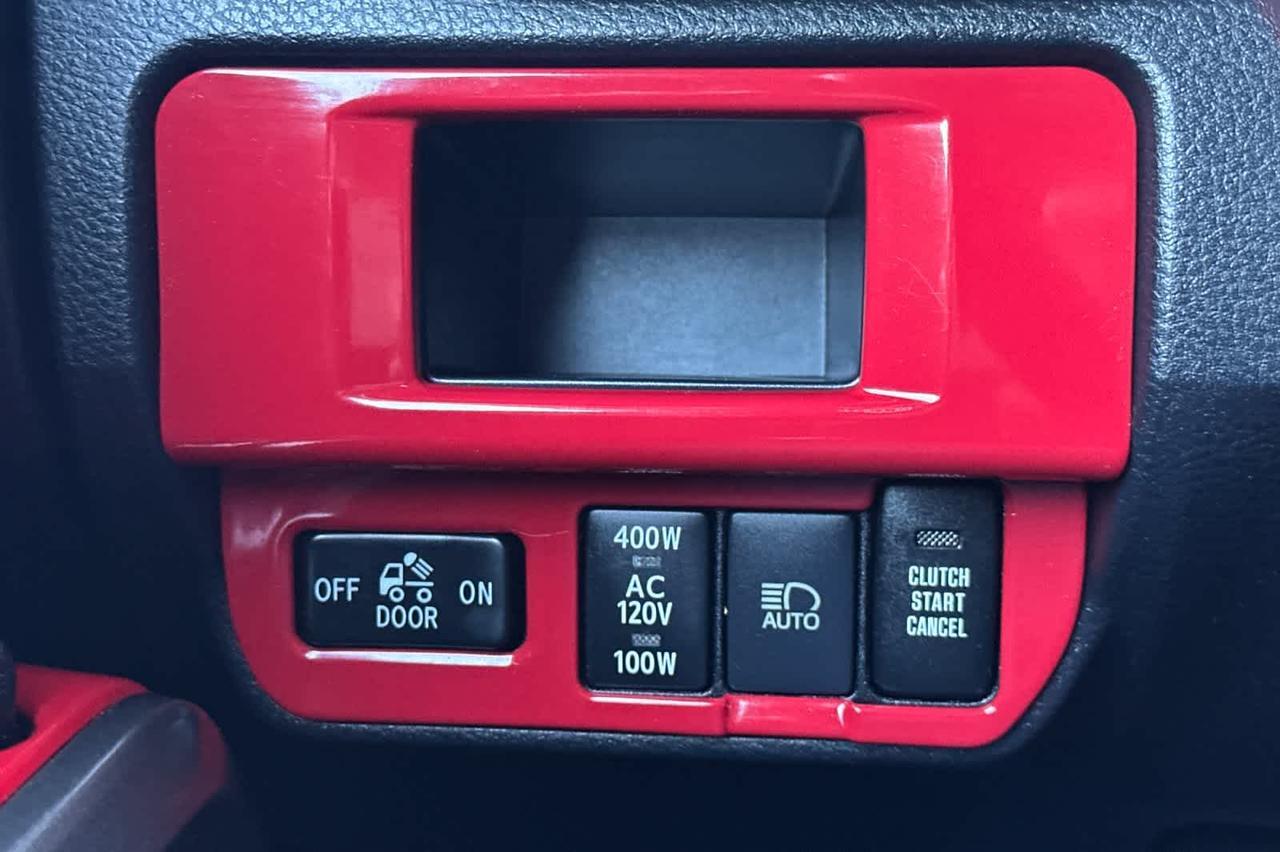 OFF DOOR ON
400W
AC
120V
100W
AUTO
CLUTCH
START
CANCEL